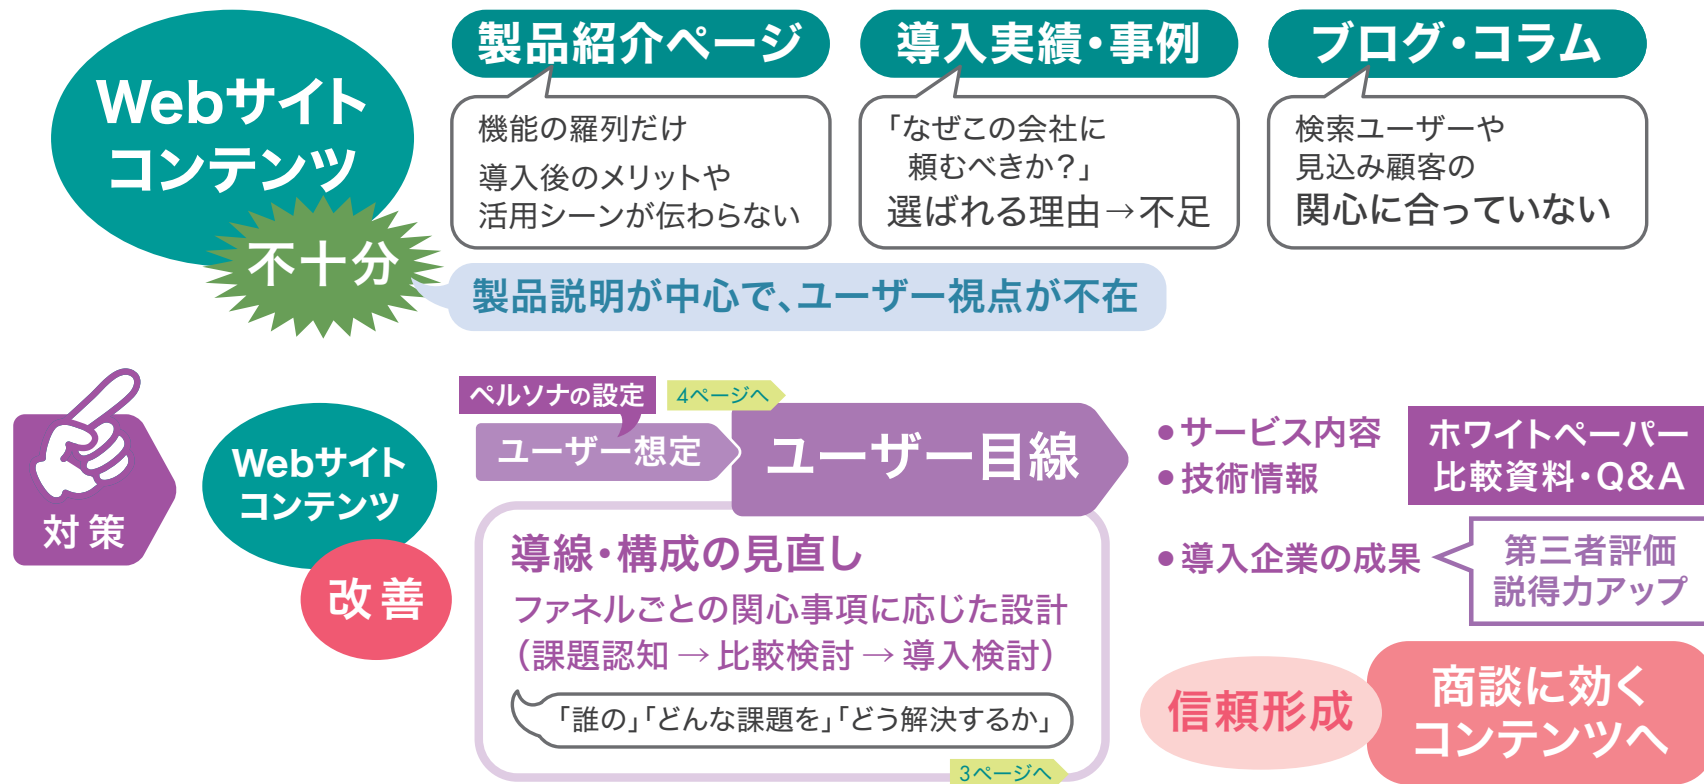 Webサイト
コンテンツ
不十分
製品紹介ページ
機能の羅列だけ
導入後のメリットや
活用シーンが伝わらない
導入実績・事例
「なぜこの会社に
頼むべきか？」
選ばれる理由→不足
ブログ・コラム
検索ユーザーや
見込み顧客の
関心に合っていない
製品説明が中心で、ユーザー視点が不在
対策
Webサイト
コンテンツ
改善
ペルソナの設定
4ページへ
ユーザー想定
ユーザー目線
導線・構成の見直し
ファネルごとの関心事項に応じた設計
（課題認知→比較検討→導入検討）
「誰の」「どんな課題を」「どう解決するか」
3ページへ
•サービス内容
•技術情報
ホワイトペーパー
比較資料・Q&A
•導入企業の成果
第三者評価
説得力アップ
信頼形成
商談に効く
コンテンツへ